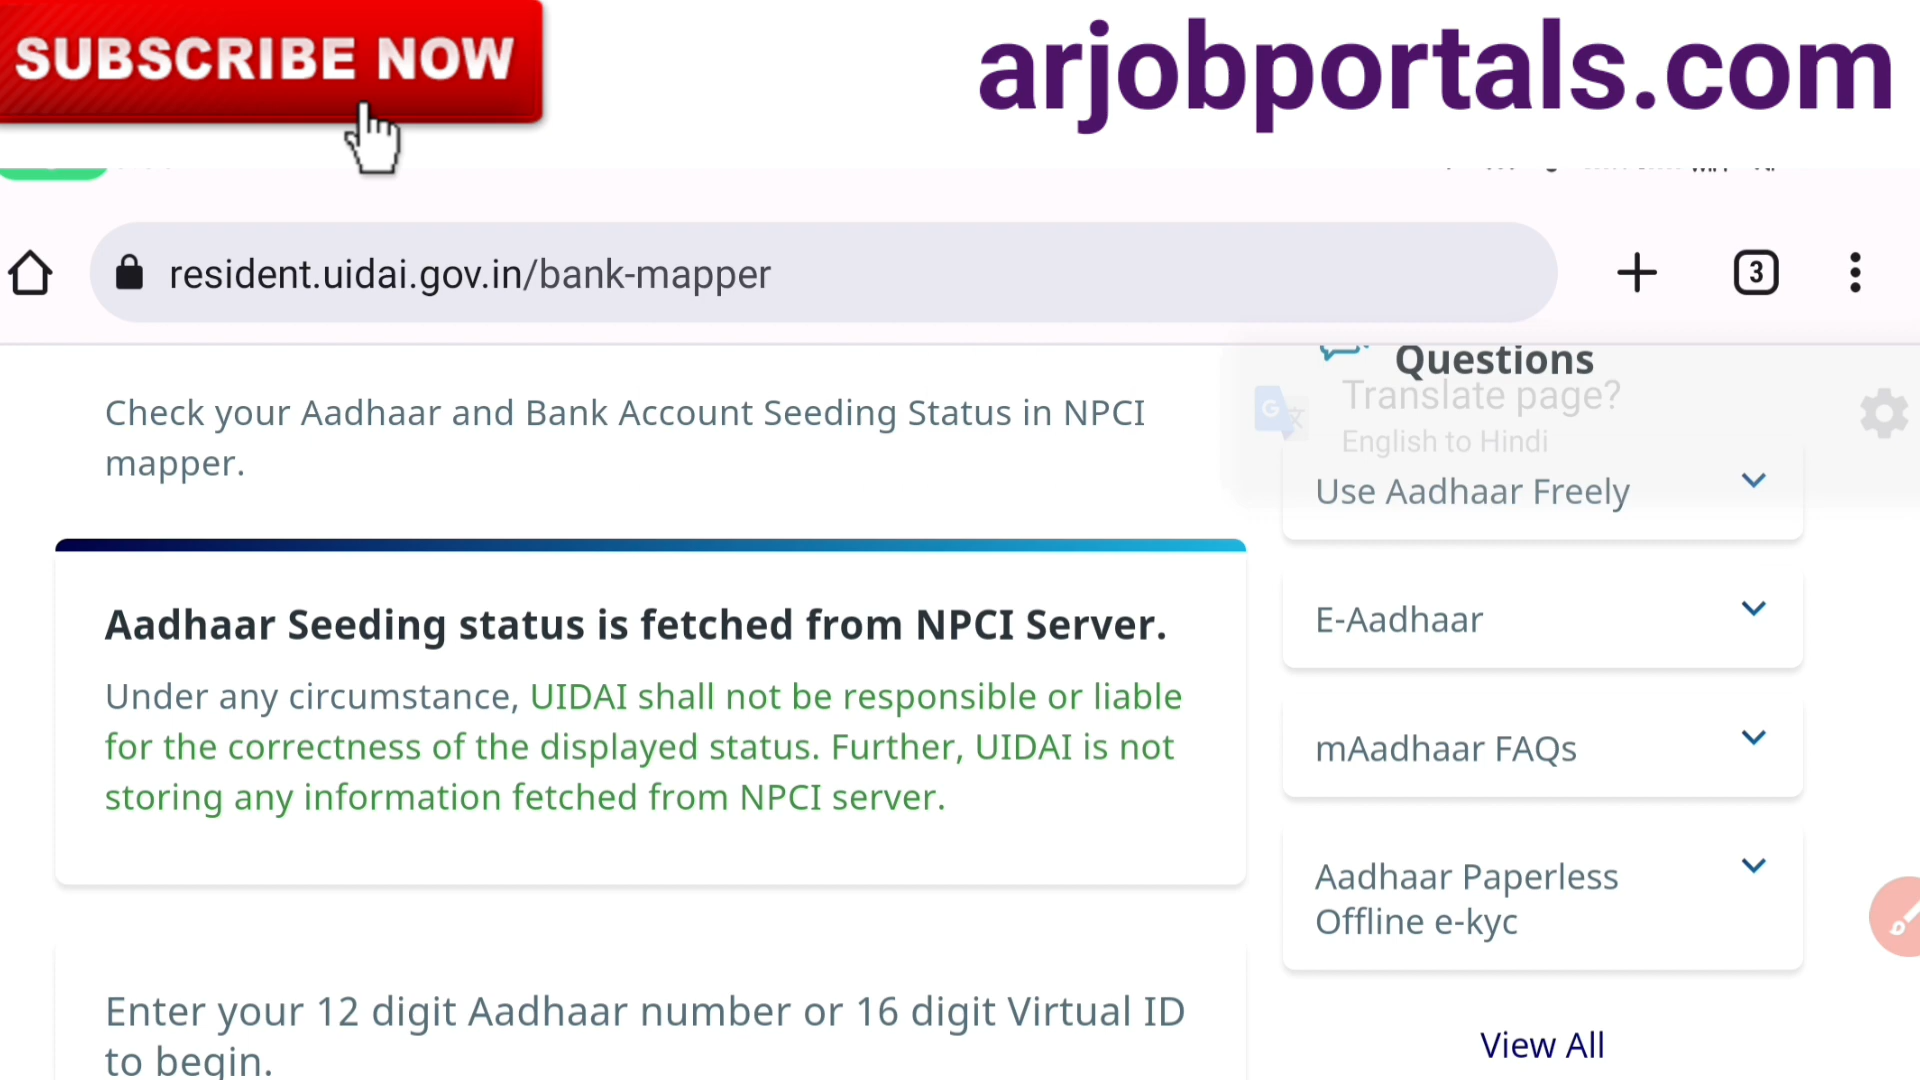 SUBSCRIBE NOW
arjobportals.com
resident.uidai.gov.in/bank-mapper
3
Check your Aadhaar and Bank Account Seeding Status in NPCI
mapper.
Aadhaar Seeding status is fetched from NPCI Server.
Under any circumstance, UIDAI shall not be responsible or liable
for the correctness of the displayed status. Further, UIDAI is not
storing any information fetched from NPCI server.
Enter your 12 digit Aadhaar number or 16 digit Virtual ID
to begin.
Questions
Translate page?
English to Hindi
Use Aadhaar Freely
E-Aadhaar
mAadhaar FAQs
Aadhaar Paperless
Offline e-kyc
View All